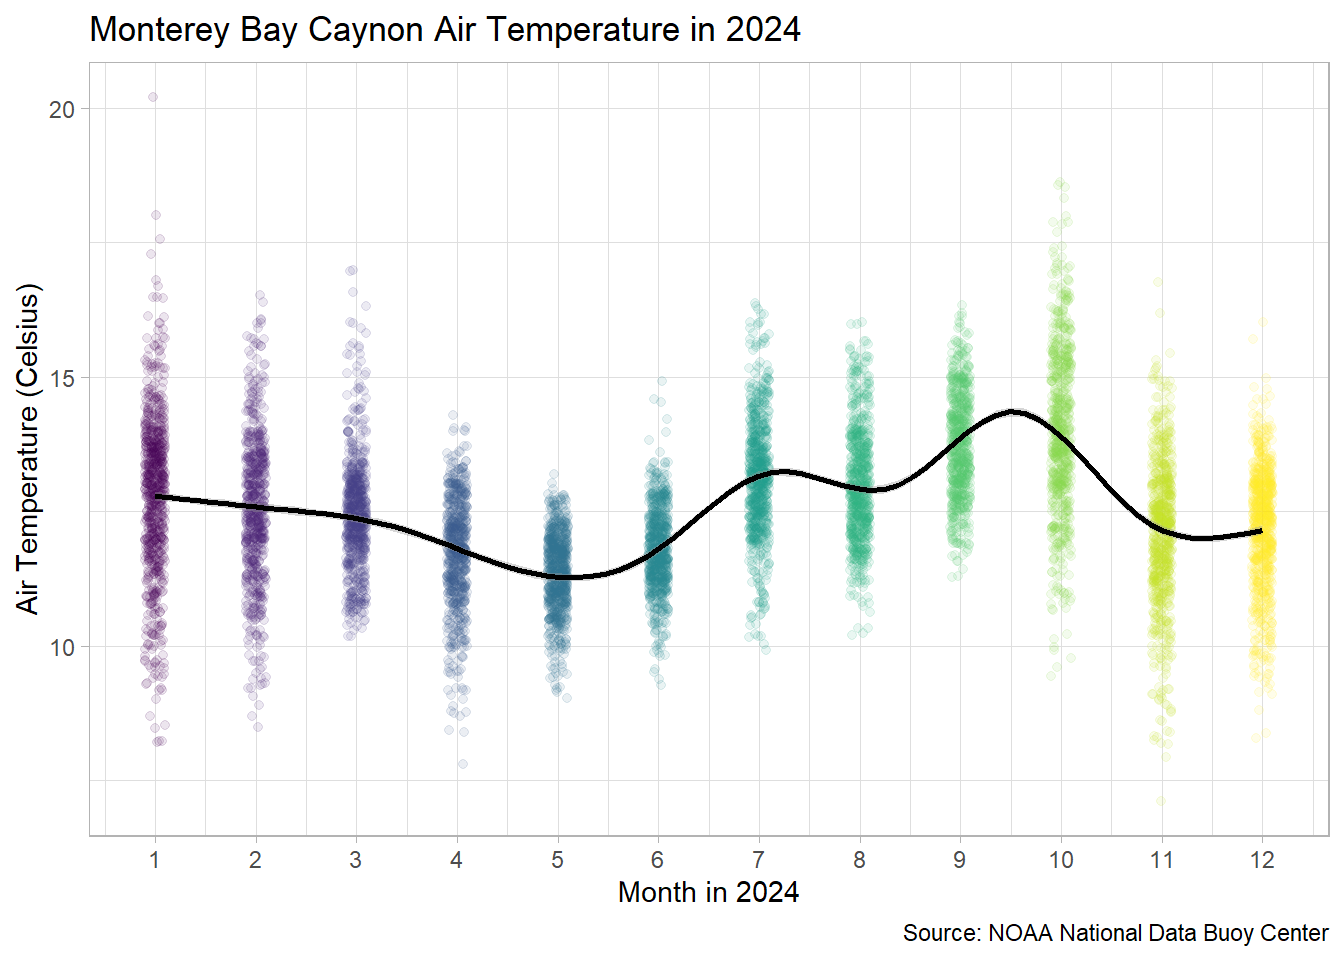 Monterey Bay Caynon Air Temperature in 2024
Air Temperature (Celsius)
20
15
10
1 2 3 4 5 6 7 8 9 10 11 12
Month in 2024
Source: NOAA National Data Buoy Center